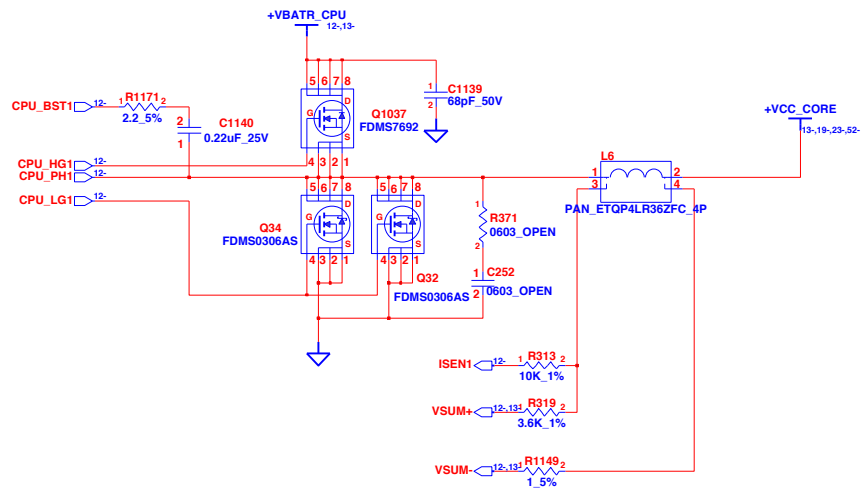 +VBATR_CPU
12-,13-
5 6 7 8
1
C1139
2
68pF_50V
D
G
S
Q1037
FDMS7692
4 3 2 1
CPU_BST1
12-
1
R1171
2
2.2_5%
2
C1140
0.22uF_25V
1
+VCC_CORE
13-,19-,23-,52-
CPU_HG1
12-
CPU_PH1
12-
CPU_LG1
12-
L6
1
2
3
4
PAN_ETQP4LR36ZFC_4P
5 6 7 8
D
G
S
Q34
FDMS0306AS
4 3 2 1
5 6 7 8
D
G
S
4 3 2 1
Q32
FDMS0306AS
1
R371
0603_OPEN
2
1
C252
0603_OPEN
2
ISEN1
12-
1
R313
2
10K_1%
VSUM+
12-,13-
1
R319
2
3.6K_1%
VSUM-
12-,13-
1
R1149
2
1_5%